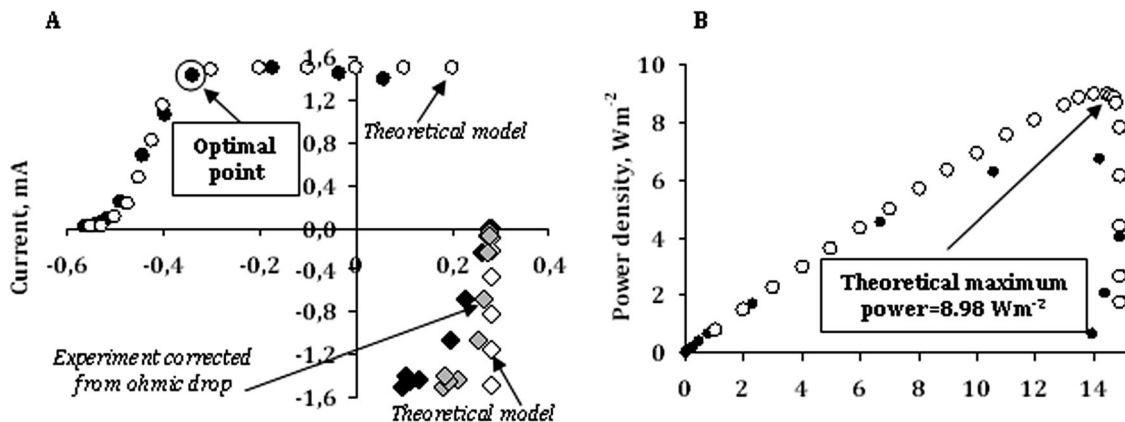 A
1,6
1,2
0,8
0,4
0,0
-0,6
-0,4
-0,2
0
0,2
0,4
-0,4
-0,8
-1,2
-1,6
Current, mA
Theoretical model
Optimal
point
Experiment corrected
from ohmic drop
Theoretical model
B
10
8
6
4
2
0
0
2
4
6
8
10
12
14
Power density, Wm-2
Theoretical maximum
power=8.98 Wm-2